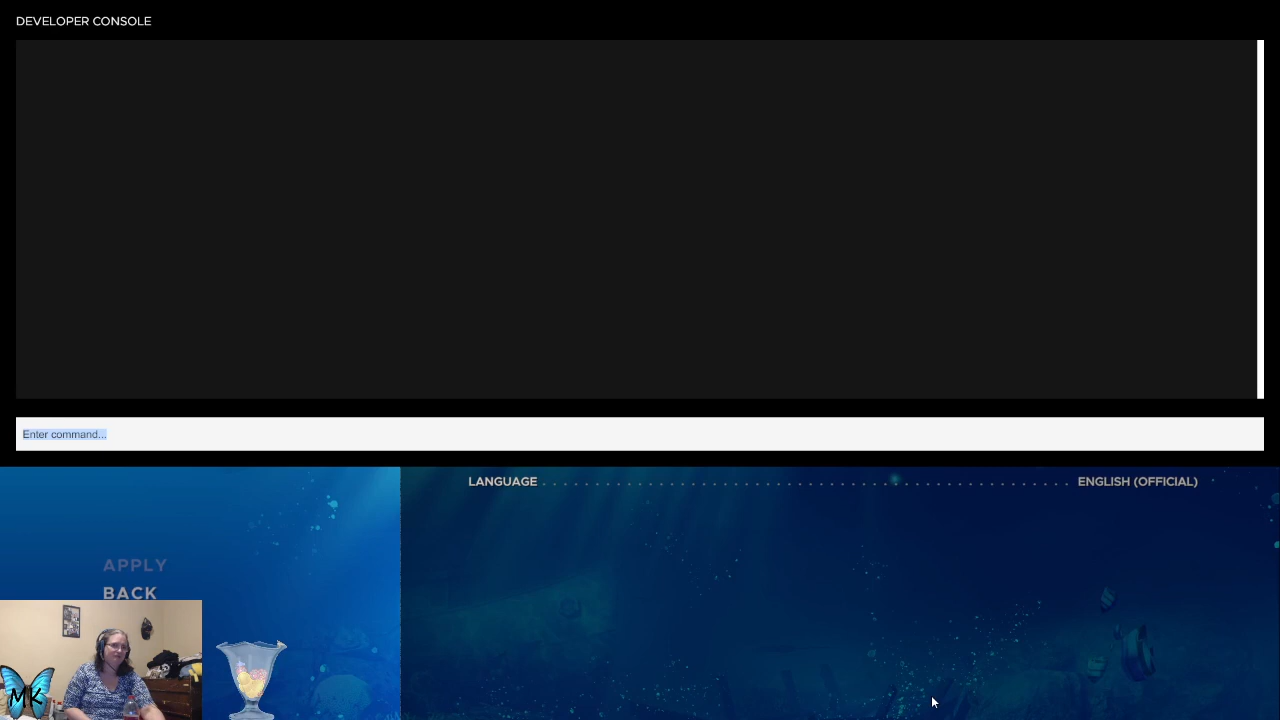 DEVELOPER CONSOLE
Enter command...
LANGUAGE . . . . . . . . . . . . . . . . . . . . . . . . . . . . . . . . . . . . . . . . . . . . . . . . . ENGLISH (OFFICIAL)
APPLY
BACK
MK